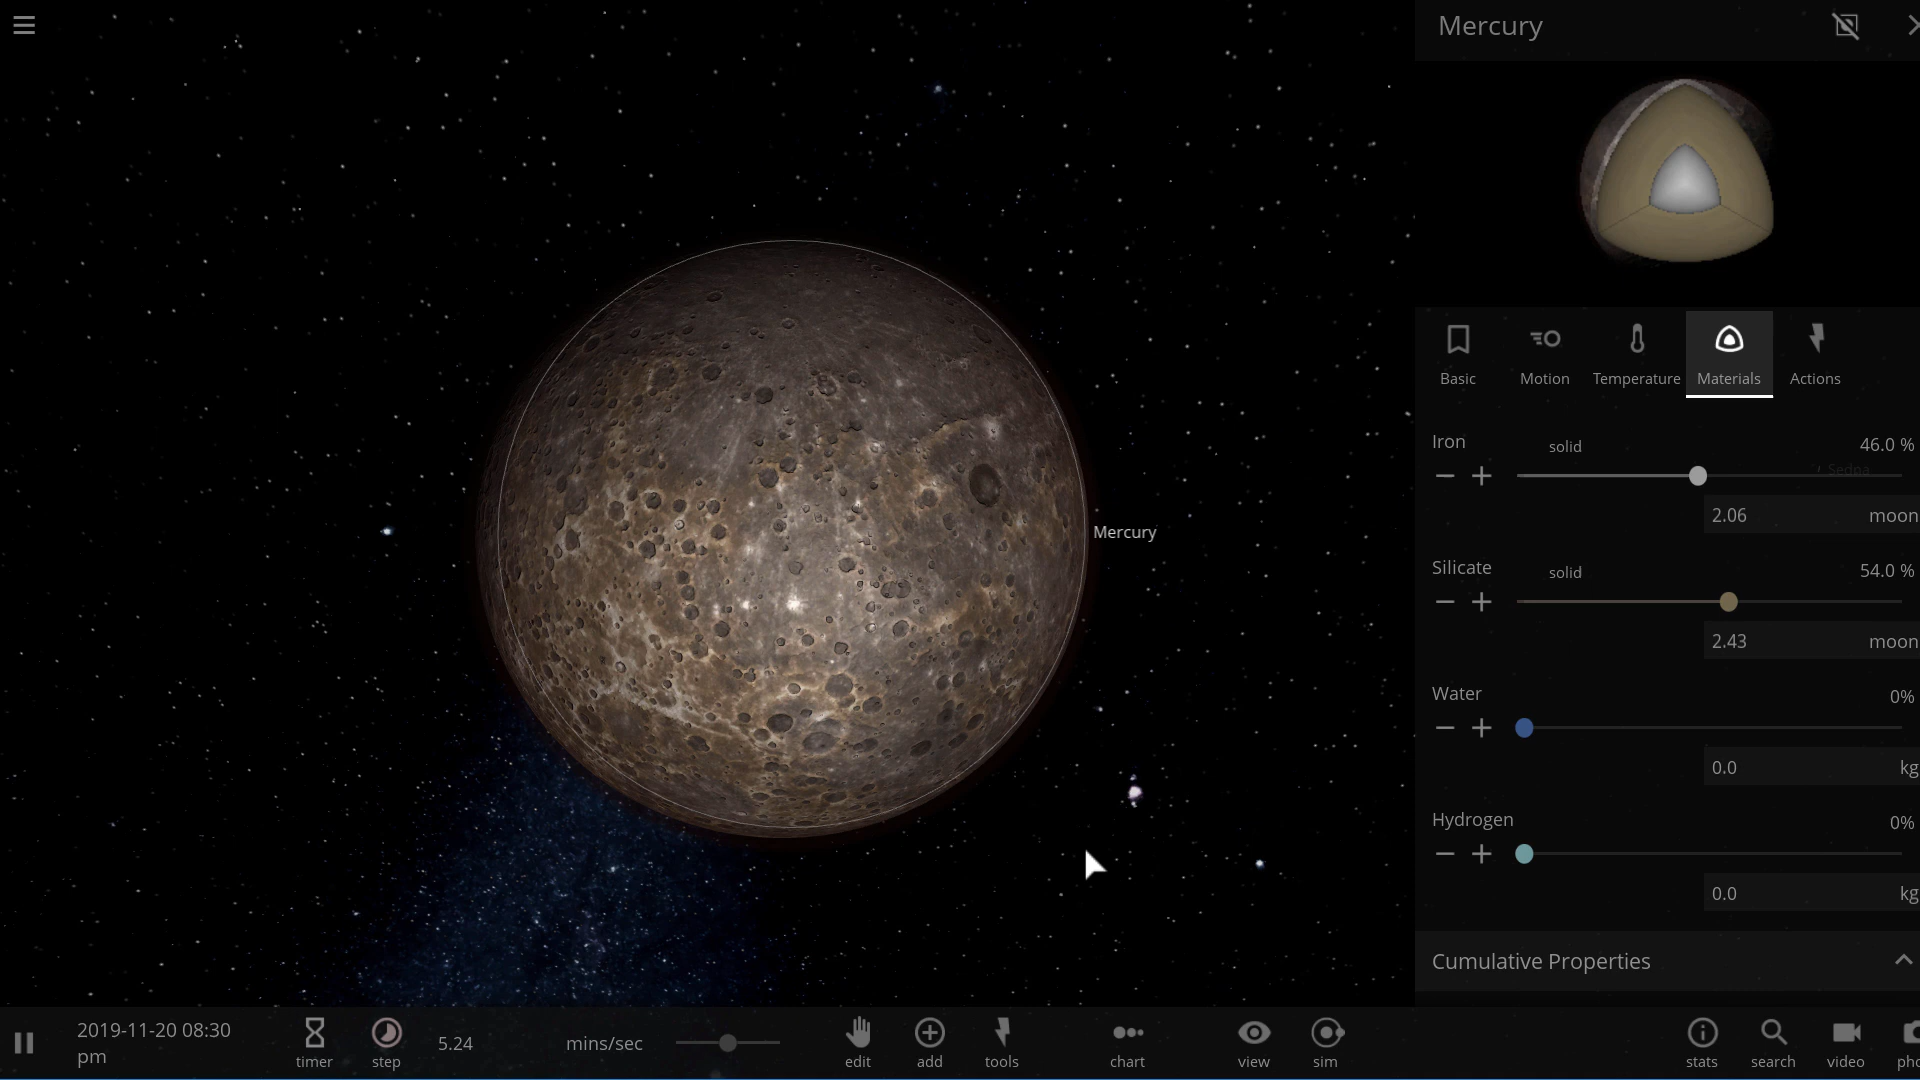 Mercury
Mercury
Basic
Motion
Temperature
Materials
Actions
Iron
solid
46.0 %
Sedna
2.06
moon
Silicate
solid
54.0 %
2.43
moon
Water
0%
0.0
kg
Hydrogen
0%
0.0
kg
Cumulative Properties
2019-11-20 08:30
pm
timer
step
5.24
mins/sec
edit
add
tools
chart
view
sim
stats
search
video